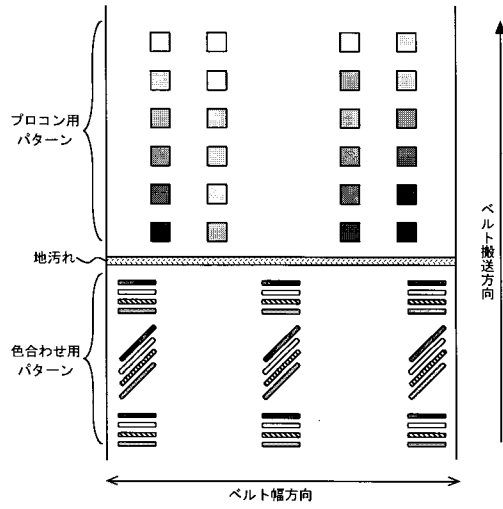 プロコン用
パターン
地汚れ
色合わせ用
パターン
ベルト搬送方向
ベルト幅方向